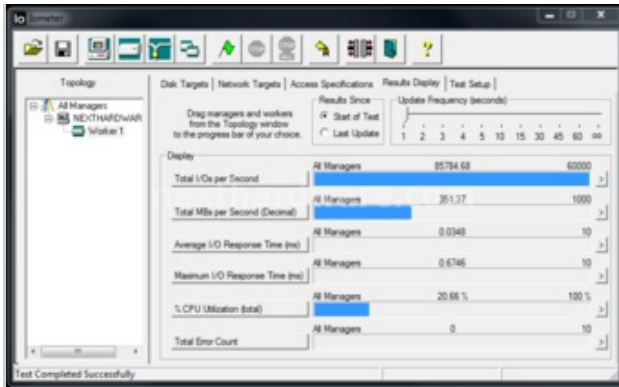 Iometer
Topology
All Managers
NEXTHARDWAR
Worker 1
Disk Targets
Network Targets
Access Specifications
Results Display
Test Setup
Drag managers and workers
from the Topology window
to the progress bar of your choice.
Results Since
Start of Test
Last Update
Update Frequency (seconds)
1 2 3 4 5 10 15 30 45 60 ∞
Display
All Managers 85784.68 60000
Total I/Os per Second
All Managers 351.37 1000
Total MBs per Second (Decimal)
All Managers 0.0348 10
Average I/O Response Time (ms)
All Managers 0.6746 10
Maximum I/O Response Time (ms)
All Managers 20.66 % 100 %
% CPU Utilization (total)
All Managers 0 10
Total Error Count
Test Completed Successfully